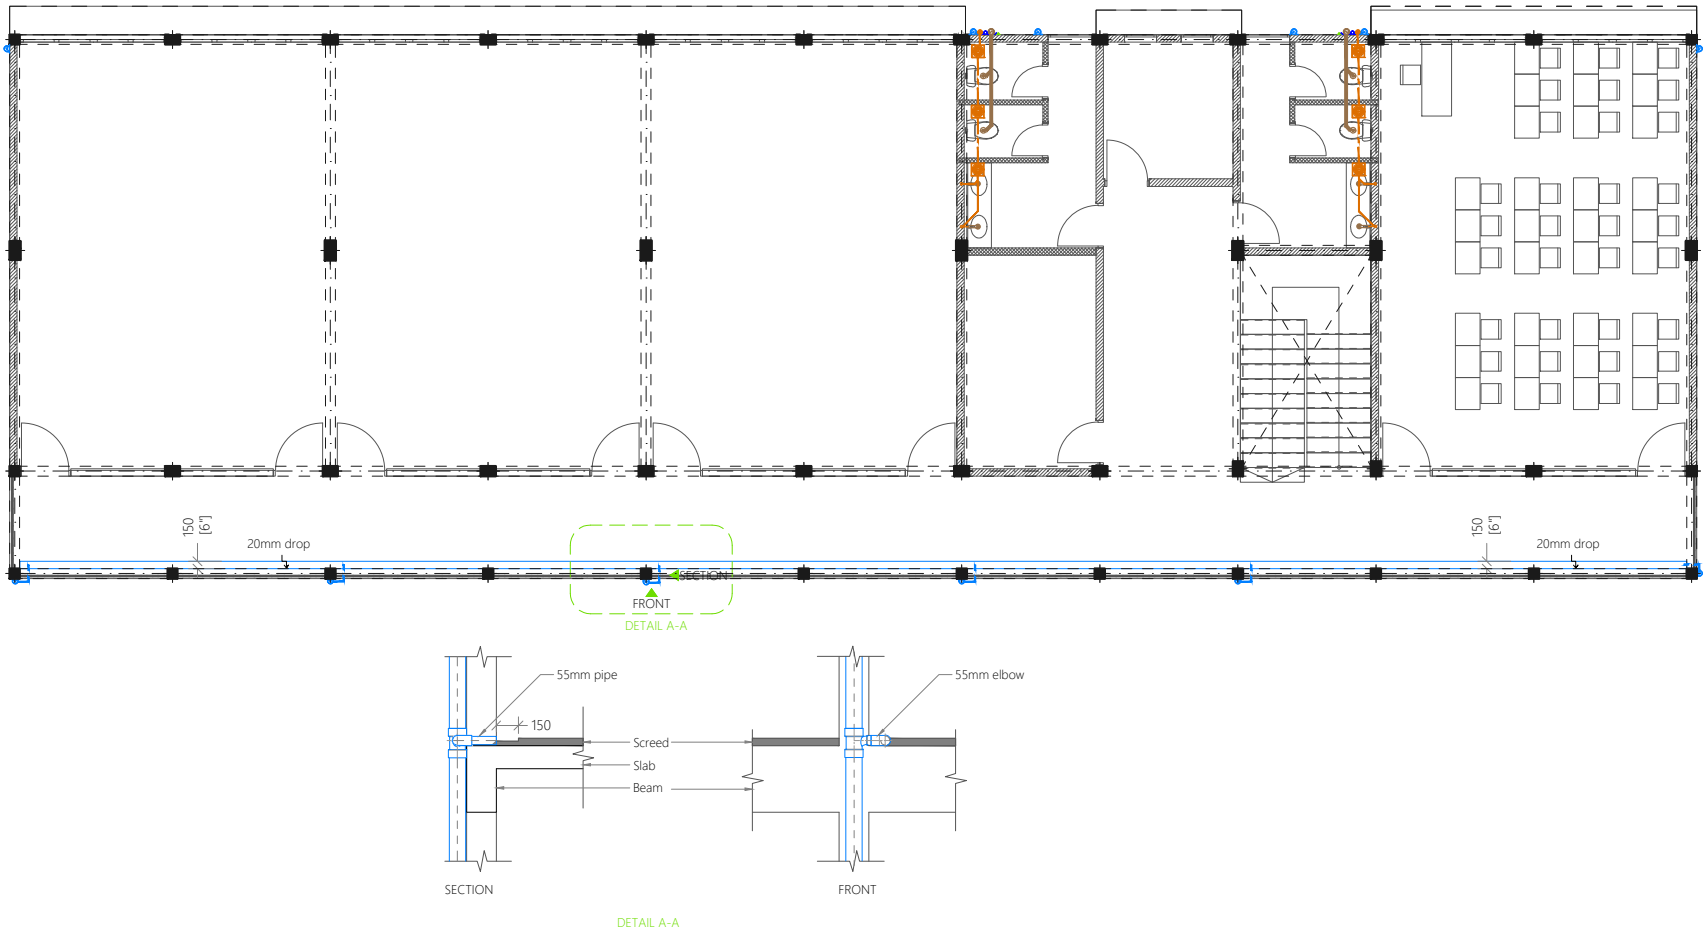 150
[6"]
20mm drop
150
[6"]
20mm drop
SECTION
FRONT
DETAIL A-A
55mm pipe
55mm elbow
150
Screed
Slab
Beam
SECTION
FRONT
DETAIL A-A